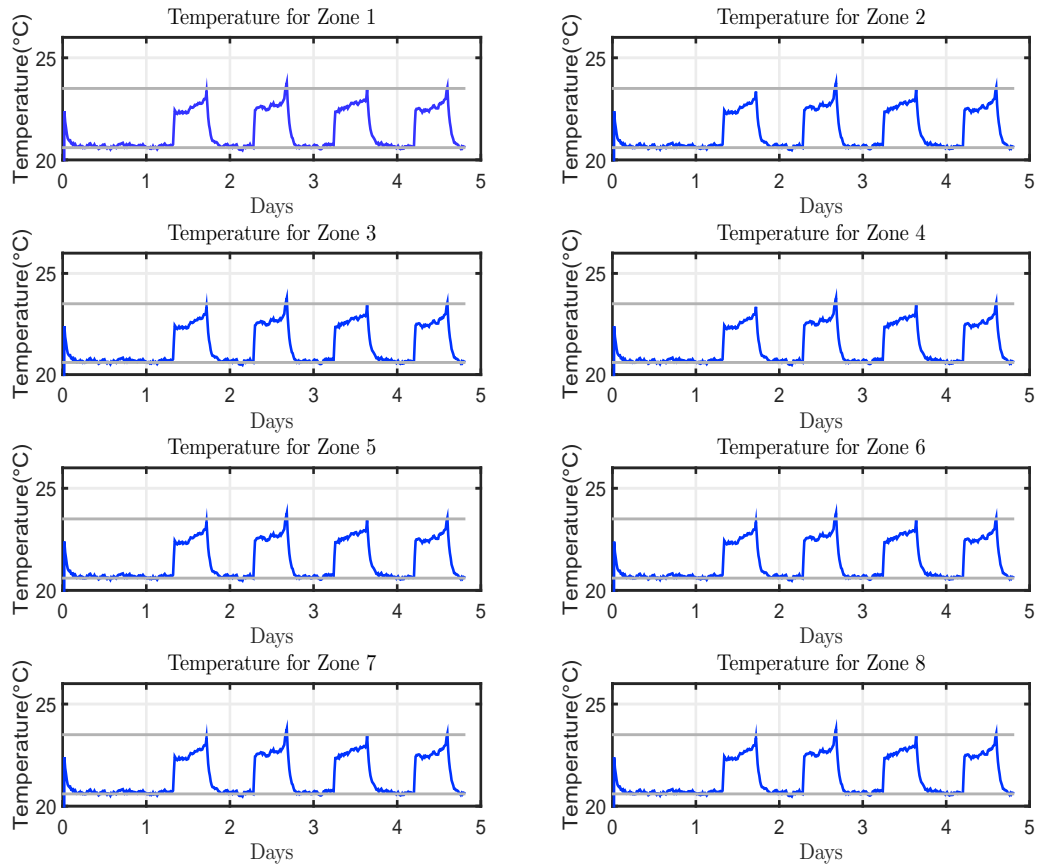 Temperature for Zone 1
Temperature(°C)
25
20
0 1 2 3 4 5
Days
Temperature for Zone 2
Temperature(°C)
25
20
0 1 2 3 4 5
Days
Temperature for Zone 3
Temperature(°C)
25
20
0 1 2 3 4 5
Days
Temperature for Zone 4
Temperature(°C)
25
20
0 1 2 3 4 5
Days
Temperature for Zone 5
Temperature(°C)
25
20
0 1 2 3 4 5
Days
Temperature for Zone 6
Temperature(°C)
25
20
0 1 2 3 4 5
Days
Temperature for Zone 7
Temperature(°C)
25
20
0 1 2 3 4 5
Days
Temperature for Zone 8
Temperature(°C)
25
20
0 1 2 3 4 5
Days